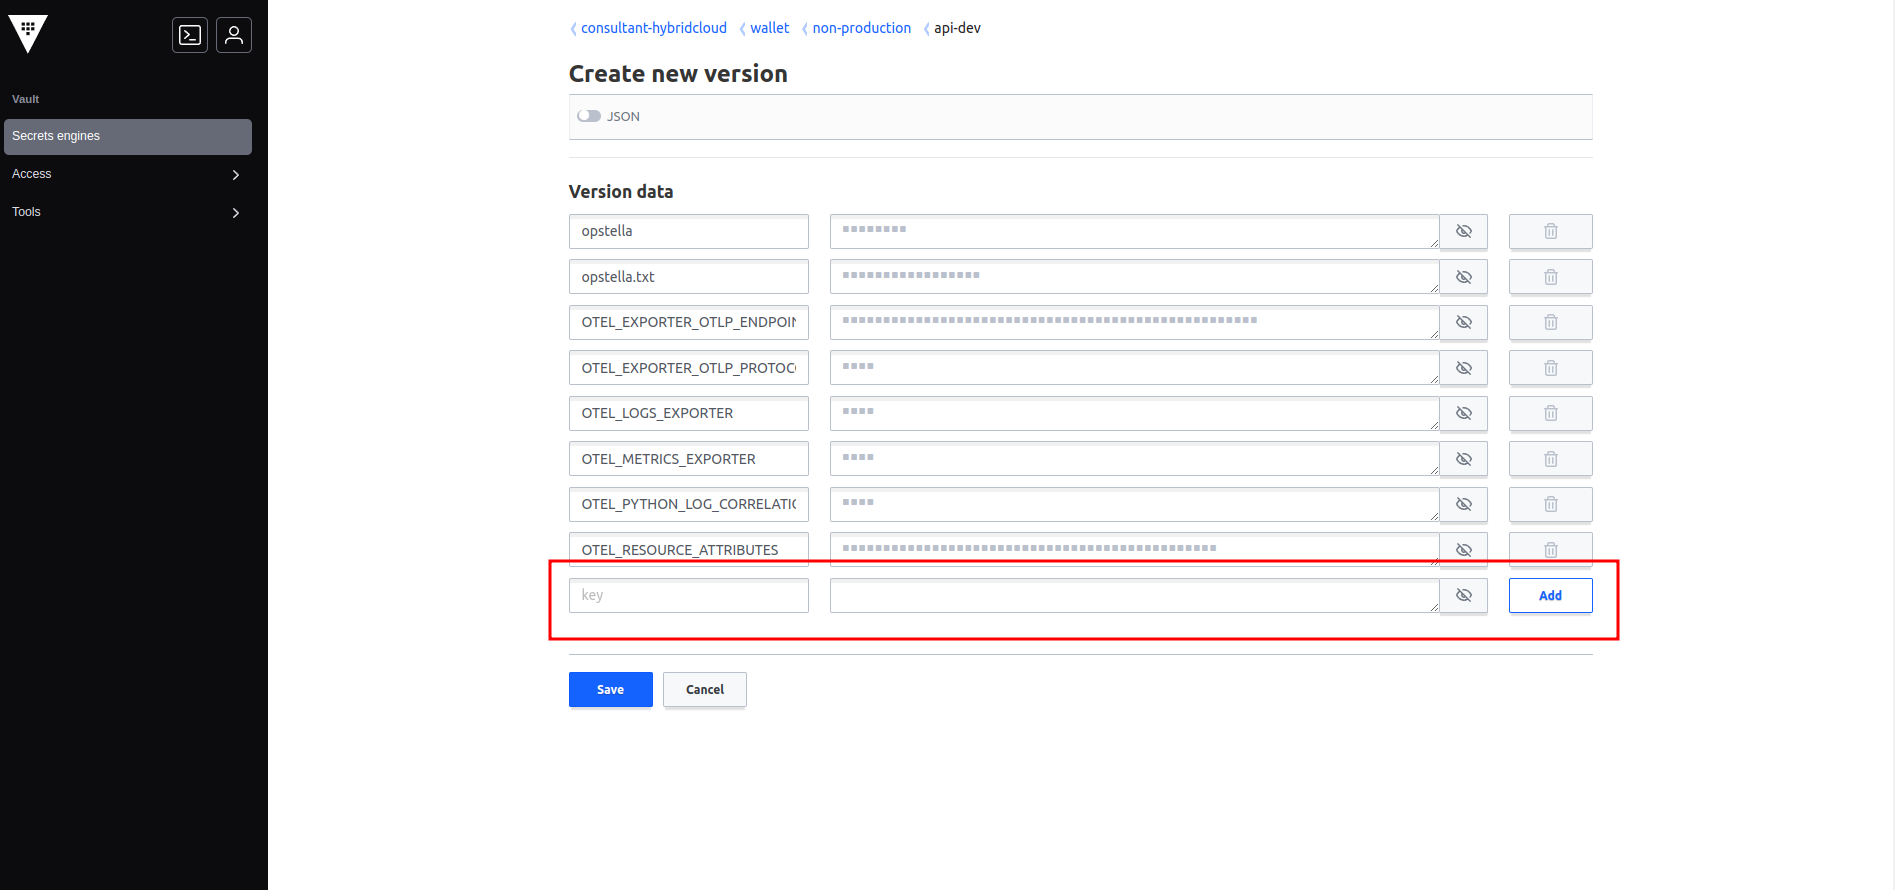 consultant-hybridcloud wallet non-production api-dev
Create new version
Vault
JSON
Secrets engines
Access
Tools
Version data
opstella
opstella.txt
OTEL_EXPORTER_OTLP_ENDPOIN
OTEL_EXPORTER_OTLP_PROTOC
OTEL_LOGS_EXPORTER
OTEL_METRICS_EXPORTER
OTEL_PYTHON_LOG_CORRELATIO
OTEL_RESOURCE_ATTRIBUTES
key Add
Save Cancel